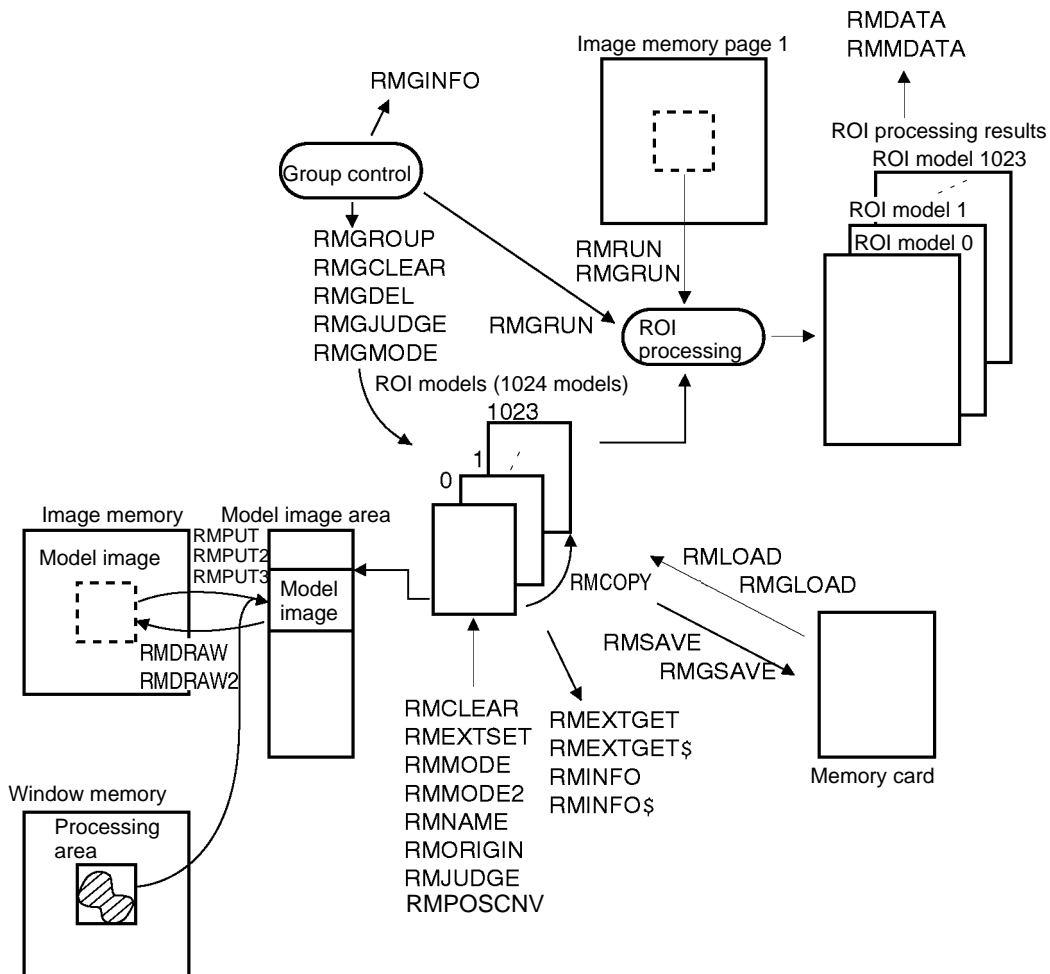 RMDATA
RMMDATA
Image memory page 1
RMGINFO
ROI processing results
ROI model 1023
Group control
ROI model 1
RMGROUP
RMGCLEAR
RMGDEL
RMGJUDGE
RMGMODE
RMRUN
RMGRUN
ROI model 0
RMGRUN
ROI
processing
ROI models (1024 models)
1023
1
0
Image memory
Model image area
Model image
RMPUT
RMPUT2
RMPUT3
Model
image
RMDRAW
RMDRAW2
RMCOPY
RMLOAD
RMGLOAD
RMSAVE
RMGSAVE
Memory card
RMCLEAR
RMEXTSET
RMMODE
RMMODE2
RMNAME
RMORIGIN
RMJUDGE
RMPOSCNV
RMEXTGET
RMEXTGET$
RMINFO
RMINFO$
Window memory
Processing
area